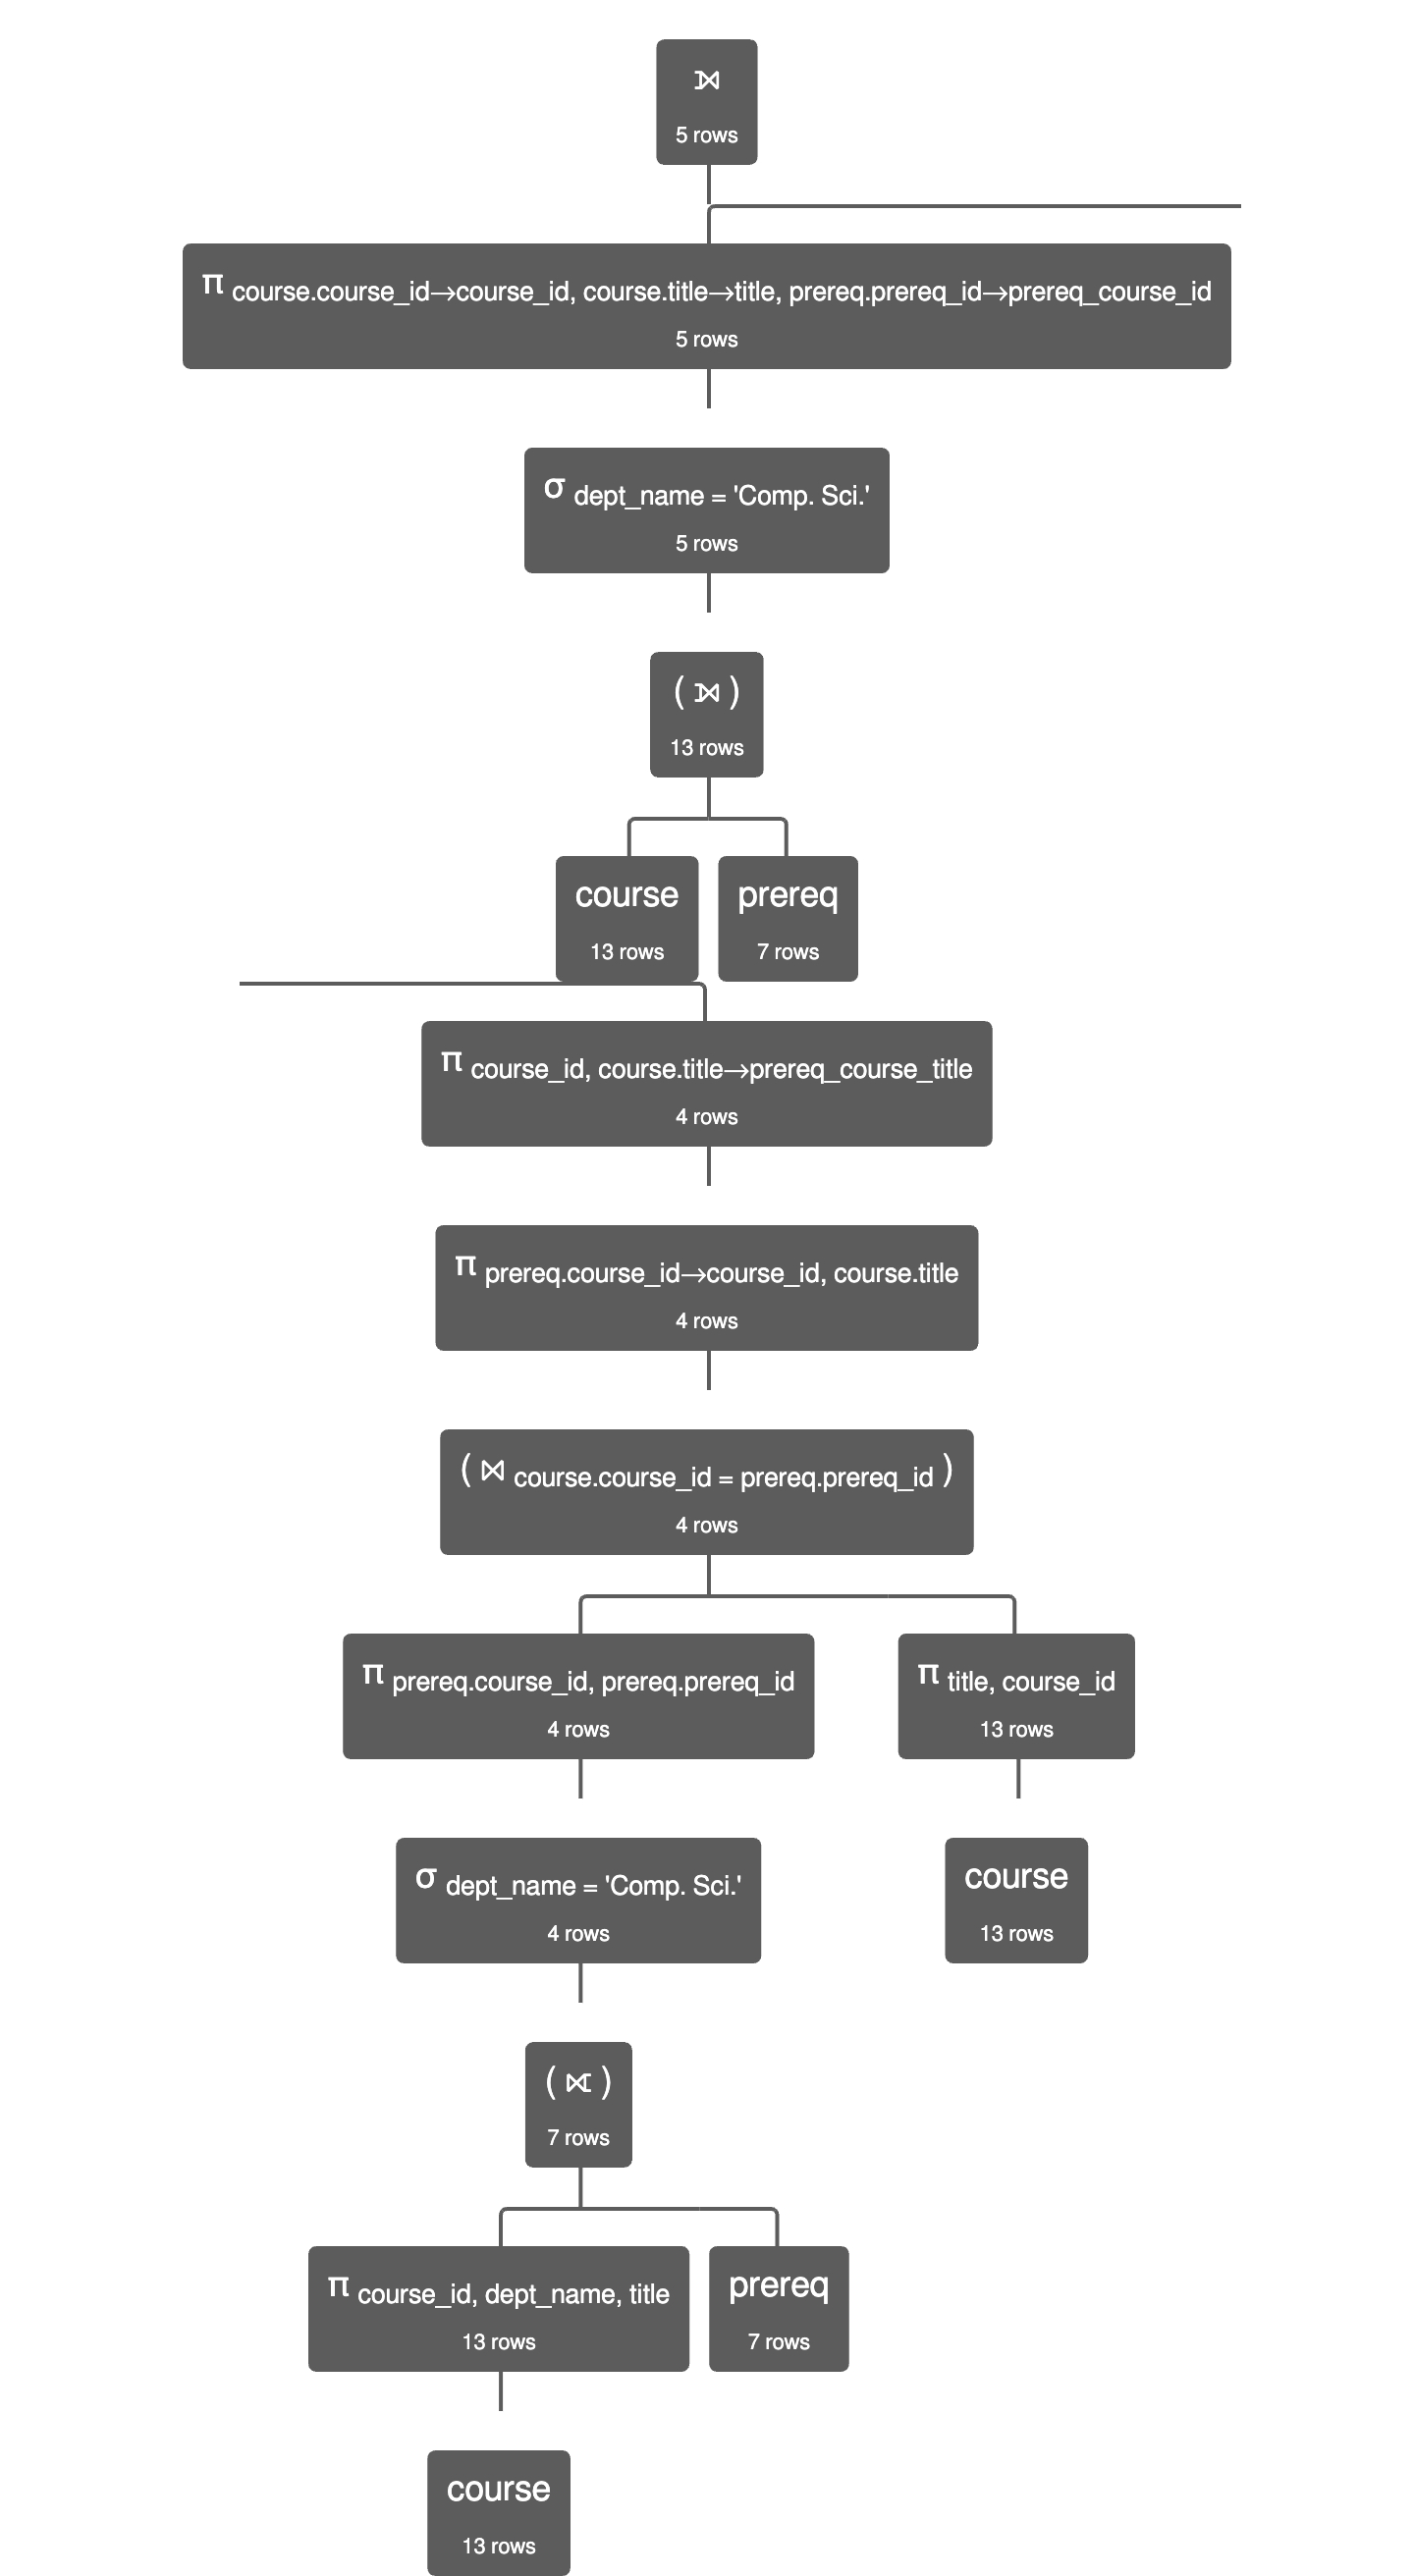 ⟕
5 rows
π course.course_id→course_id, course.title→title, prereq.prereq_id→prereq_course_id
5 rows
σ dept_name = 'Comp. Sci.'
5 rows
( ⟕ )
13 rows
course
13 rows
prereq
7 rows
π course_id, course.title→prereq_course_title
4 rows
π prereq.course_id→course_id, course.title
4 rows
( ⋈ course.course_id = prereq.prereq_id )
4 rows
π prereq.course_id, prereq.prereq_id
4 rows
π title, course_id
13 rows
σ dept_name = 'Comp. Sci.'
4 rows
course
13 rows
( ⟖ )
7 rows
π course_id, dept_name, title
13 rows
prereq
7 rows
course
13 rows